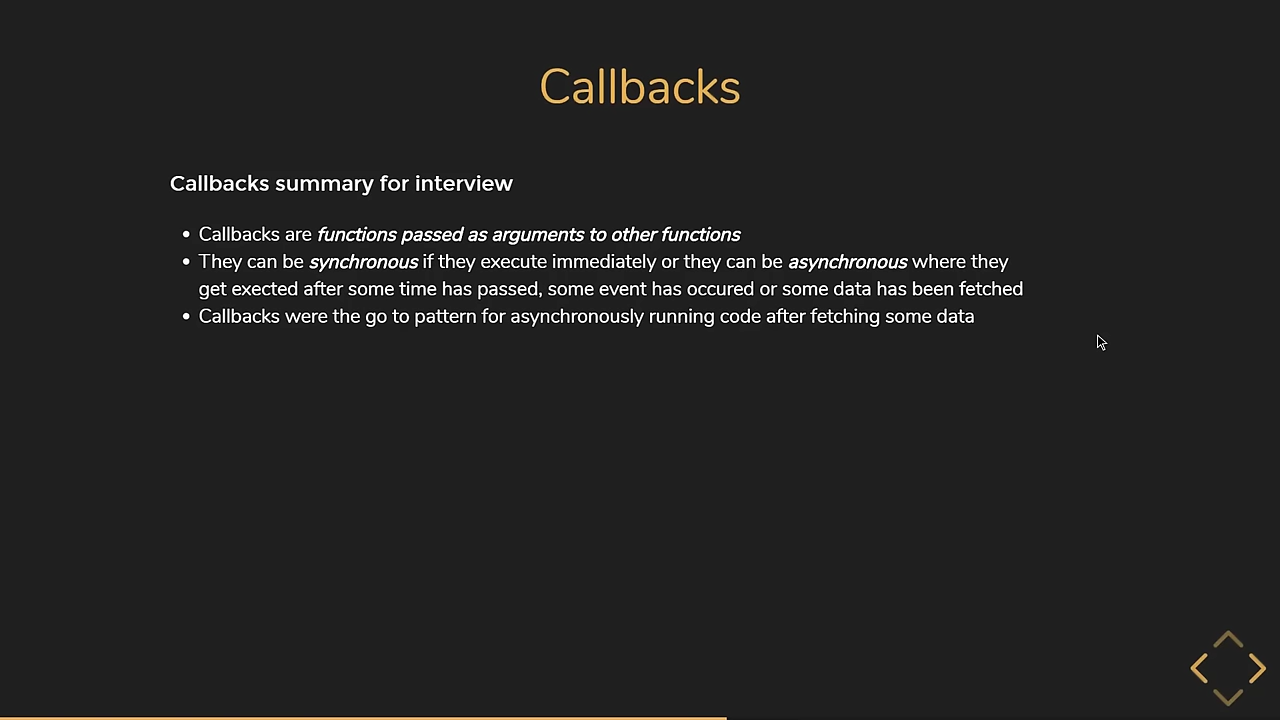 Callbacks
Callbacks summary for interview
• Callbacks are functions passed as arguments to other functions
• They can be synchronous if they execute immediately or they can be asynchronous where they
get exected after some time has passed, some event has occured or some data has been fetched
• Callbacks were the go to pattern for asynchronously running code after fetching some data